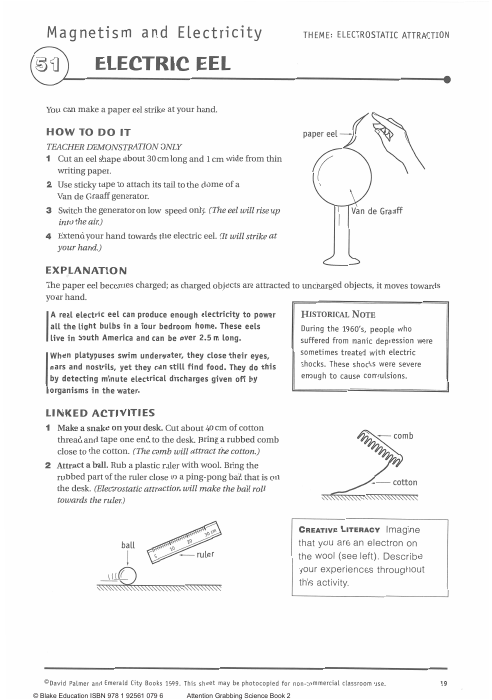 Magnetism and Electricity
THEME: ELECTROSTATIC ATTRACTION
51
ELECTRIC EEL
You can make a paper eel strike at your hand.
HOW TO DO IT
TEACHER DEMONSTRATION ONLY
1 Cut an eel shape about 30 cm long and 1 cm wide from thin
writing paper.
2 Use sticky tape to attach its tail to the dome of a
Van de Graaff generator.
3 Switch the generator on low speed only. (The eel will rise up
into the air.)
4 Extend your hand towards the electric eel. (It will strike at
your hand.)
paper eel
Van de Graaff
EXPLANATION
The paper eel becomes charged; as charged objects are attracted to uncharged objects, it moves towards
your hand.
A real electric eel can produce enough electricity to power
all the light bulbs in a four bedroom home. These eels
live in South America and can be over 2.5 m long.
When platypuses swim underwater, they close their eyes,
ears and nostrils, yet they can still find food. They do this
by detecting minute electrical discharges given off by
organisms in the water.
HISTORICAL NOTE
During the 1960's, people who
suffered from manic depression were
sometimes treated with electric
shocks. These shocks were severe
enough to cause convulsions.
LINKED ACTIVITIES
1 Make a snake on your desk. Cut about 40 cm of cotton
thread and tape one end to the desk. Bring a rubbed comb
close to the cotton. (The comb will attract the cotton.)
2 Attract a ball. Rub a plastic ruler with wool. Bring the
rubbed part of the ruler close to a ping-pong ball that is on
the desk. (Electrostatic attraction will make the ball roll
towards the ruler.)
comb
cotton
ball
ruler
CREATIVE LITERACY Imagine
that you are an electron on
the wool (see left). Describe
your experiences throughout
this activity.
©David Palmer and Emerald City Books 1999. This sheet may be photocopied for non-commercial classroom use.
19
© Blake Education ISBN 978 1 92561 079 6 Attention Grabbing Science Book 2